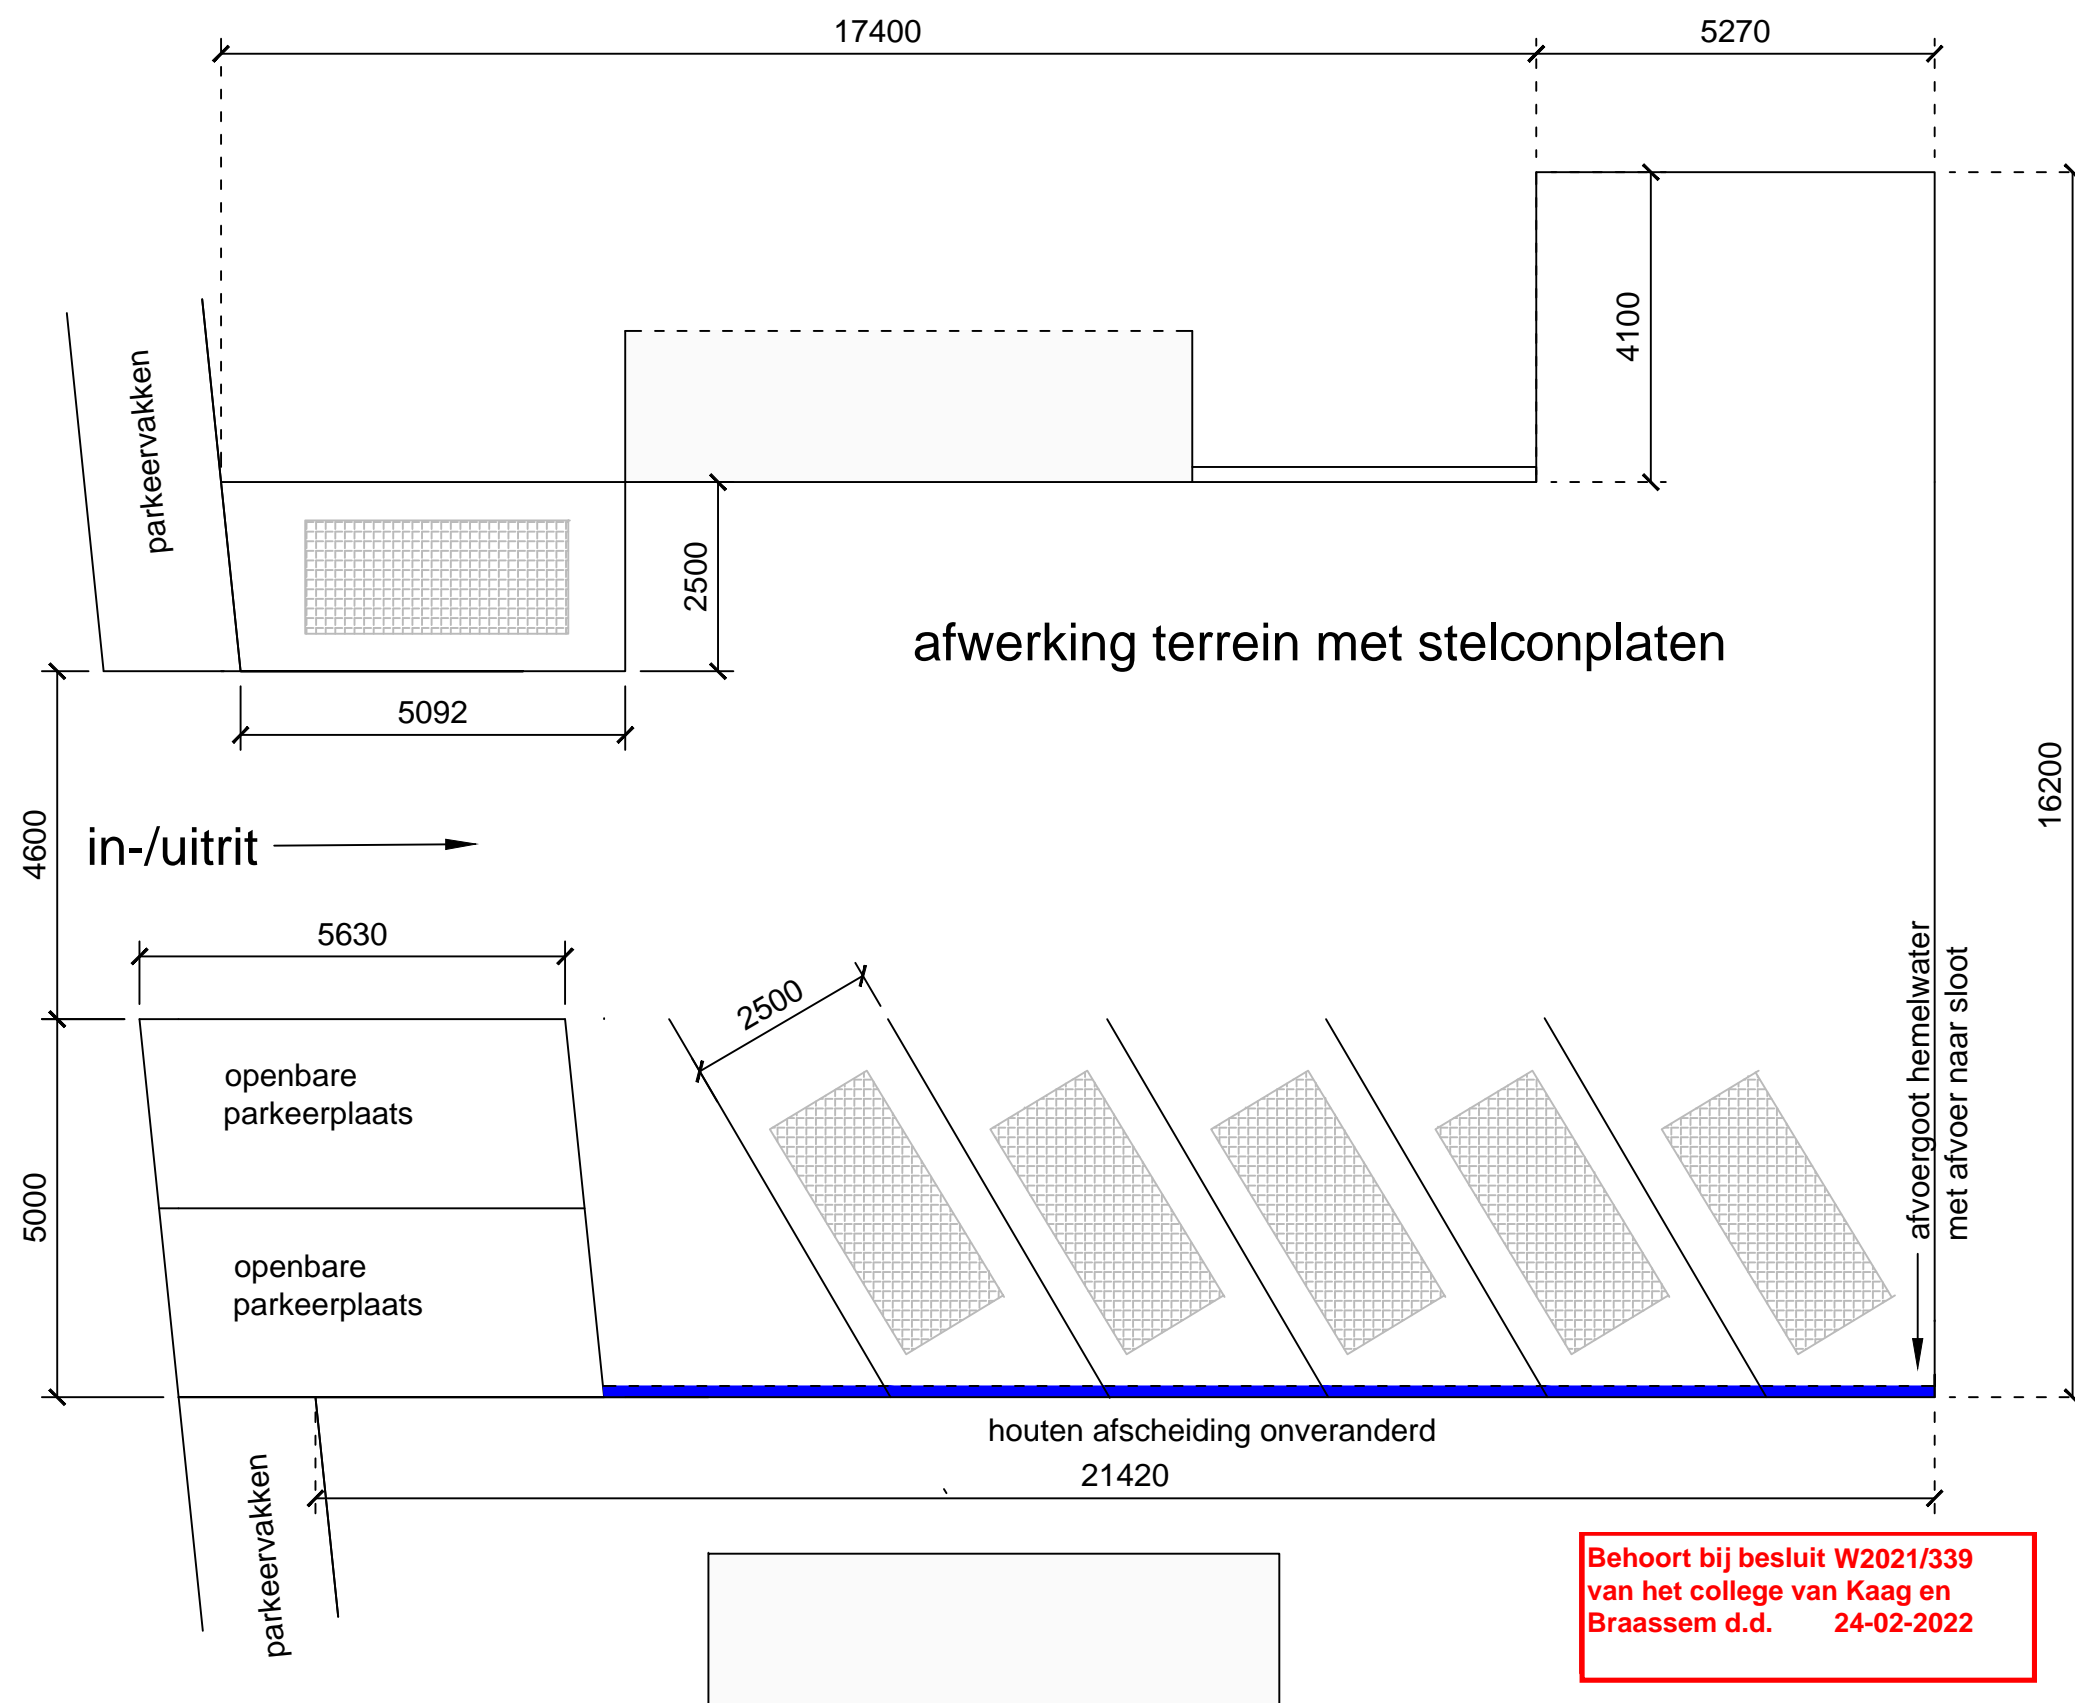 17400
5270
4100
parkeervakken
2500
afwerking terrein met stelconplaten
5092
16200
4600
in-/uitrit
5630
2500
afvoergoot hemelwater
met afvoer naar sloot
openbare
parkeerplaats
5000
openbare
parkeerplaats
houten afscheiding onveranderd
21420
parkeervakken
Behoort bij besluit W2021/339
van het college van Kaag en
Braassem d.d. 24-02-2022